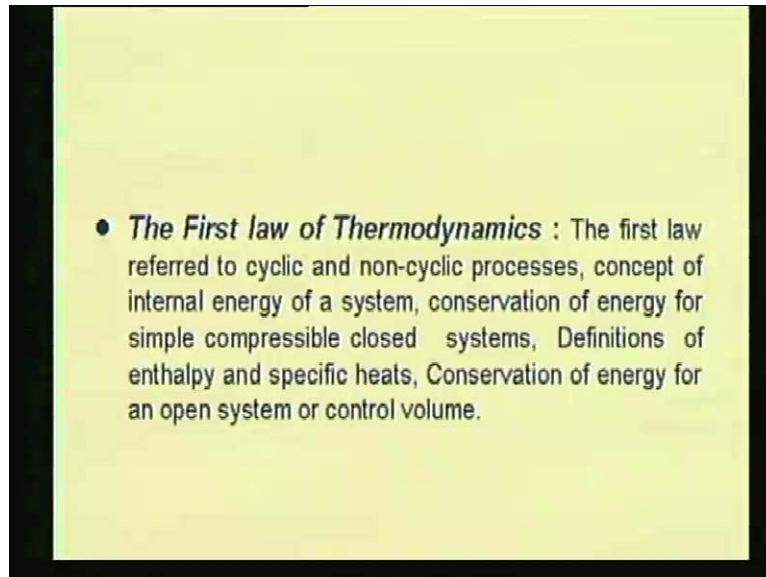 • The First law of Thermodynamics : The first law
referred to cyclic and non-cyclic processes, concept of
internal energy of a system, conservation of energy for
simple compressible closed systems, Definitions of
enthalpy and specific heats, Conservation of energy for
an open system or control volume.